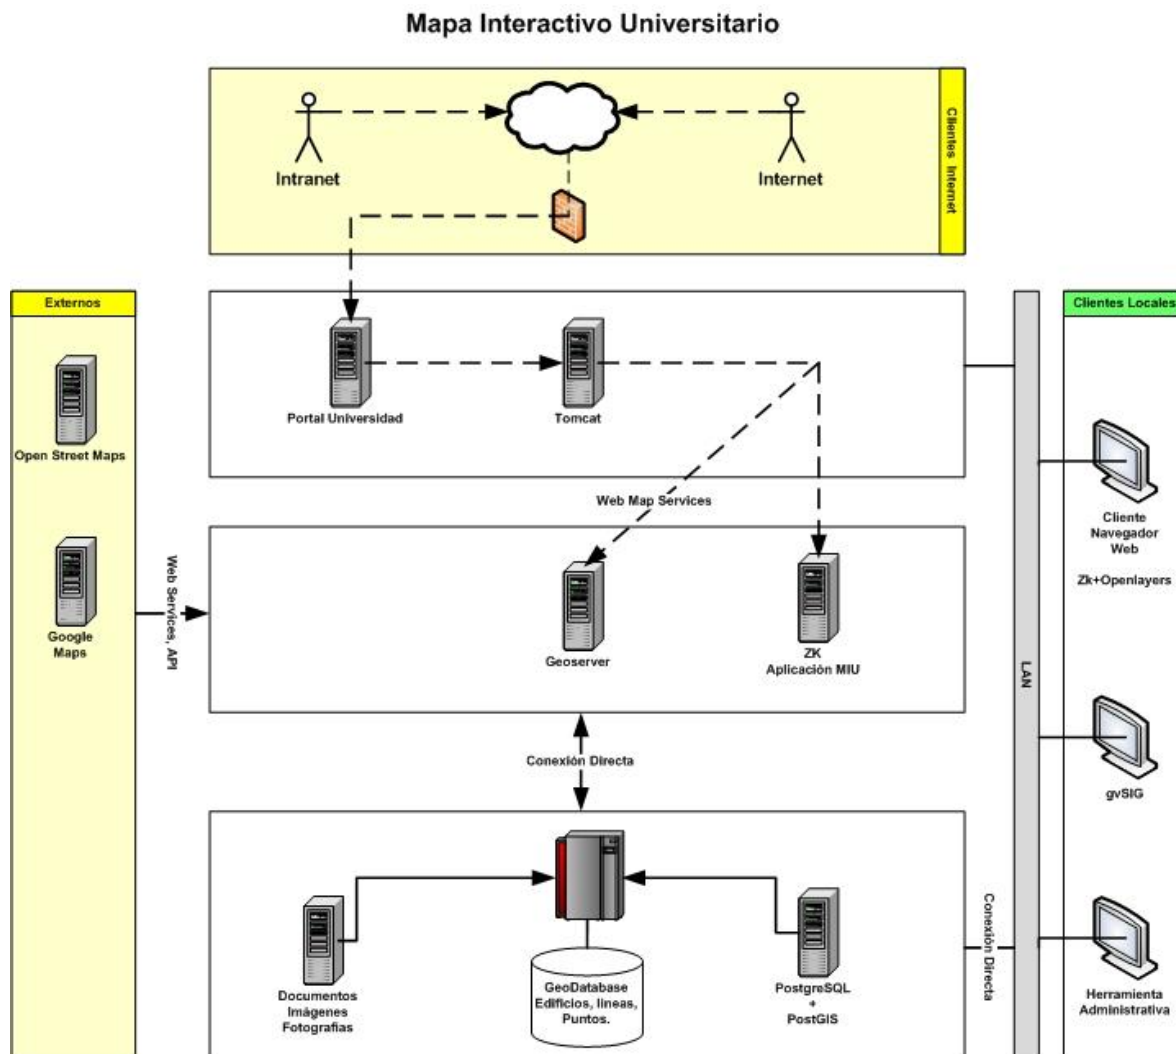 Mapa Interactivo Universitario
Clientes Internet
Intranet
Internet
Externos
Open Street Maps
Google
Maps
Web Services, API
Portal Universidad
Tomcat
Web Map Services
Geoserver
ZK
Aplicación MIU
Conexión Directa
Documentos
Imágenes
Fotografias
GeoDatabase
Edificios, lineas,
Puntos.
PostgreSQL
+
PostGIS
Conexión Directa
LAN
Clientes Locales
Cliente
Navegador
Web
Zk+Openlayers
gvSIG
Herramienta
Administrativa